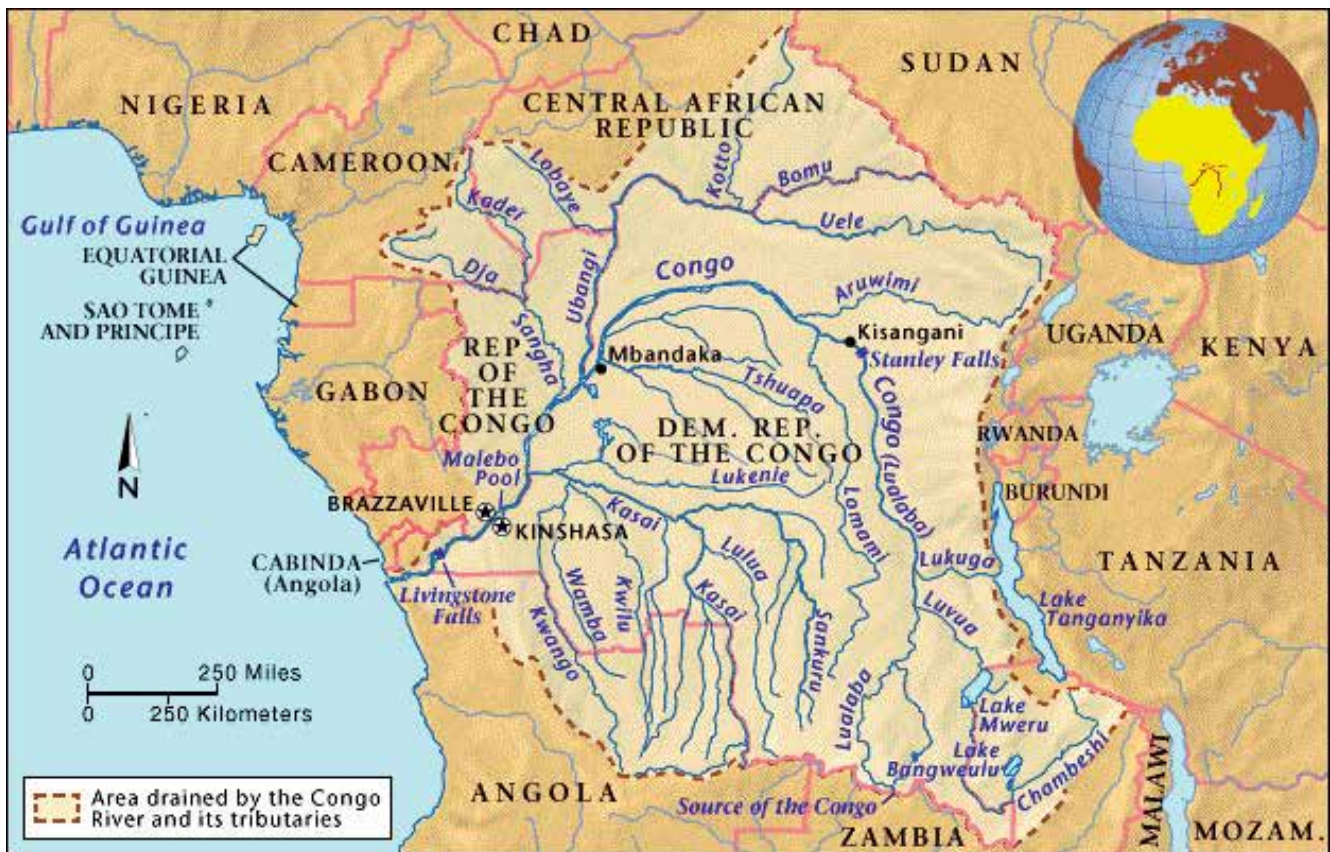 CHAD
SUDAN
NIGERIA
CENTRAL AFRICAN
REPUBLIC
CAMEROON
Lobaye
Kotto
Bomu
Kadei
Uele
Gulf of Guinea
EQUATORIAL
GUINEA
Dja
Ubangi
Congo
Aruwimi
SAO TOME
AND PRINCIPE
Sangha
Kisangani
Stanley Falls
UGANDA
KENYA
REP
OF
THE
CONGO
Mbandaka
Tshuapa
GABON
DEM. REP.
OF THE CONGO
Congo (Lualaba)
RWANDA
N
Malebo
Pool
Lukenie
BURUNDI
BRAZZAVILLE
KINSHASA
Kasai
Lomami
Atlantic
Ocean
CABINDA
(Angola)
Lulua
Lukuga
TANZANIA
Livingstone
Falls
Wamba
Kwilu
Kasai
Luvua
Lake
Tanganyika
Kwango
Sankuru
0 250 Miles
0 250 Kilometers
Lualaba
Lake
Mweru
Lake
Bangweulu
Chambeshi
MALAWI
ANGOLA
Source of the Congo
ZAMBIA
MOZAM.
Area drained by the Congo
River and its tributaries